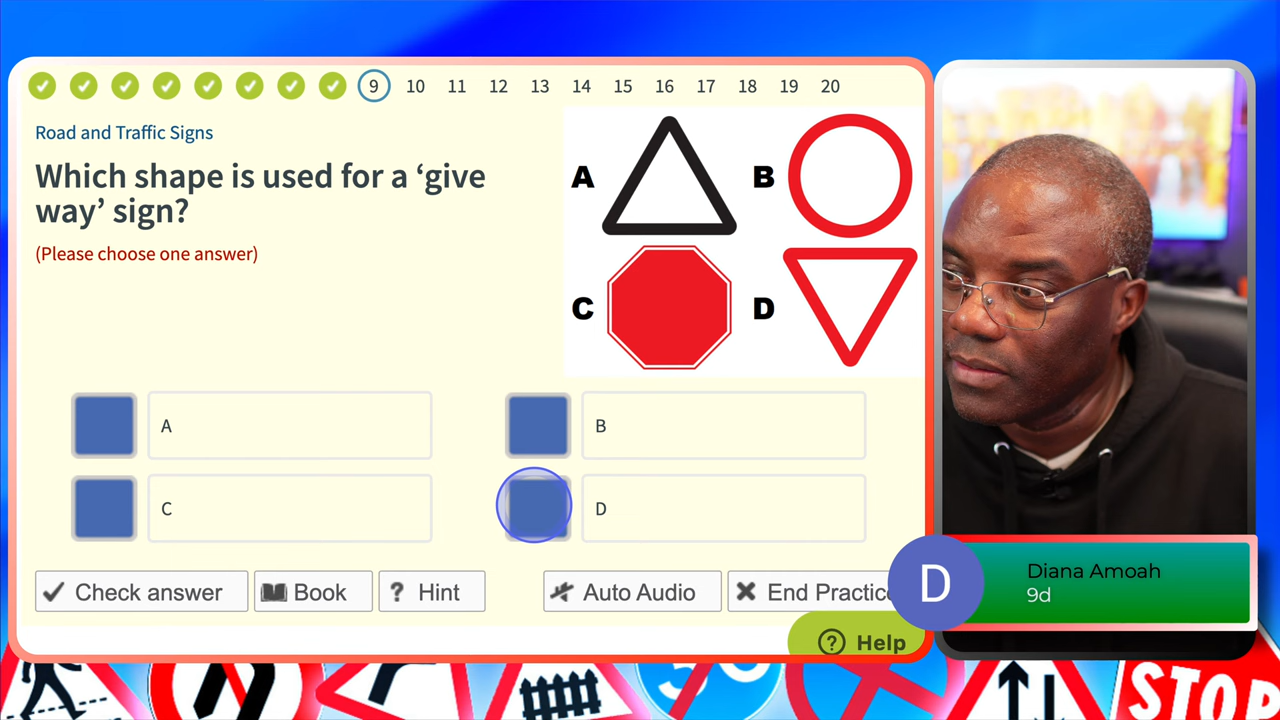 9 10 11 12 13 14 15 16 17 18 19 20
Road and Traffic Signs
Which shape is used for a ‘give
way’ sign?
(Please choose one answer)
A
B
C
D
A
B
C
D
Check answer
Book
? Hint
Auto Audio
End Practice
? Help
D
Diana Amoah
9d
STOP